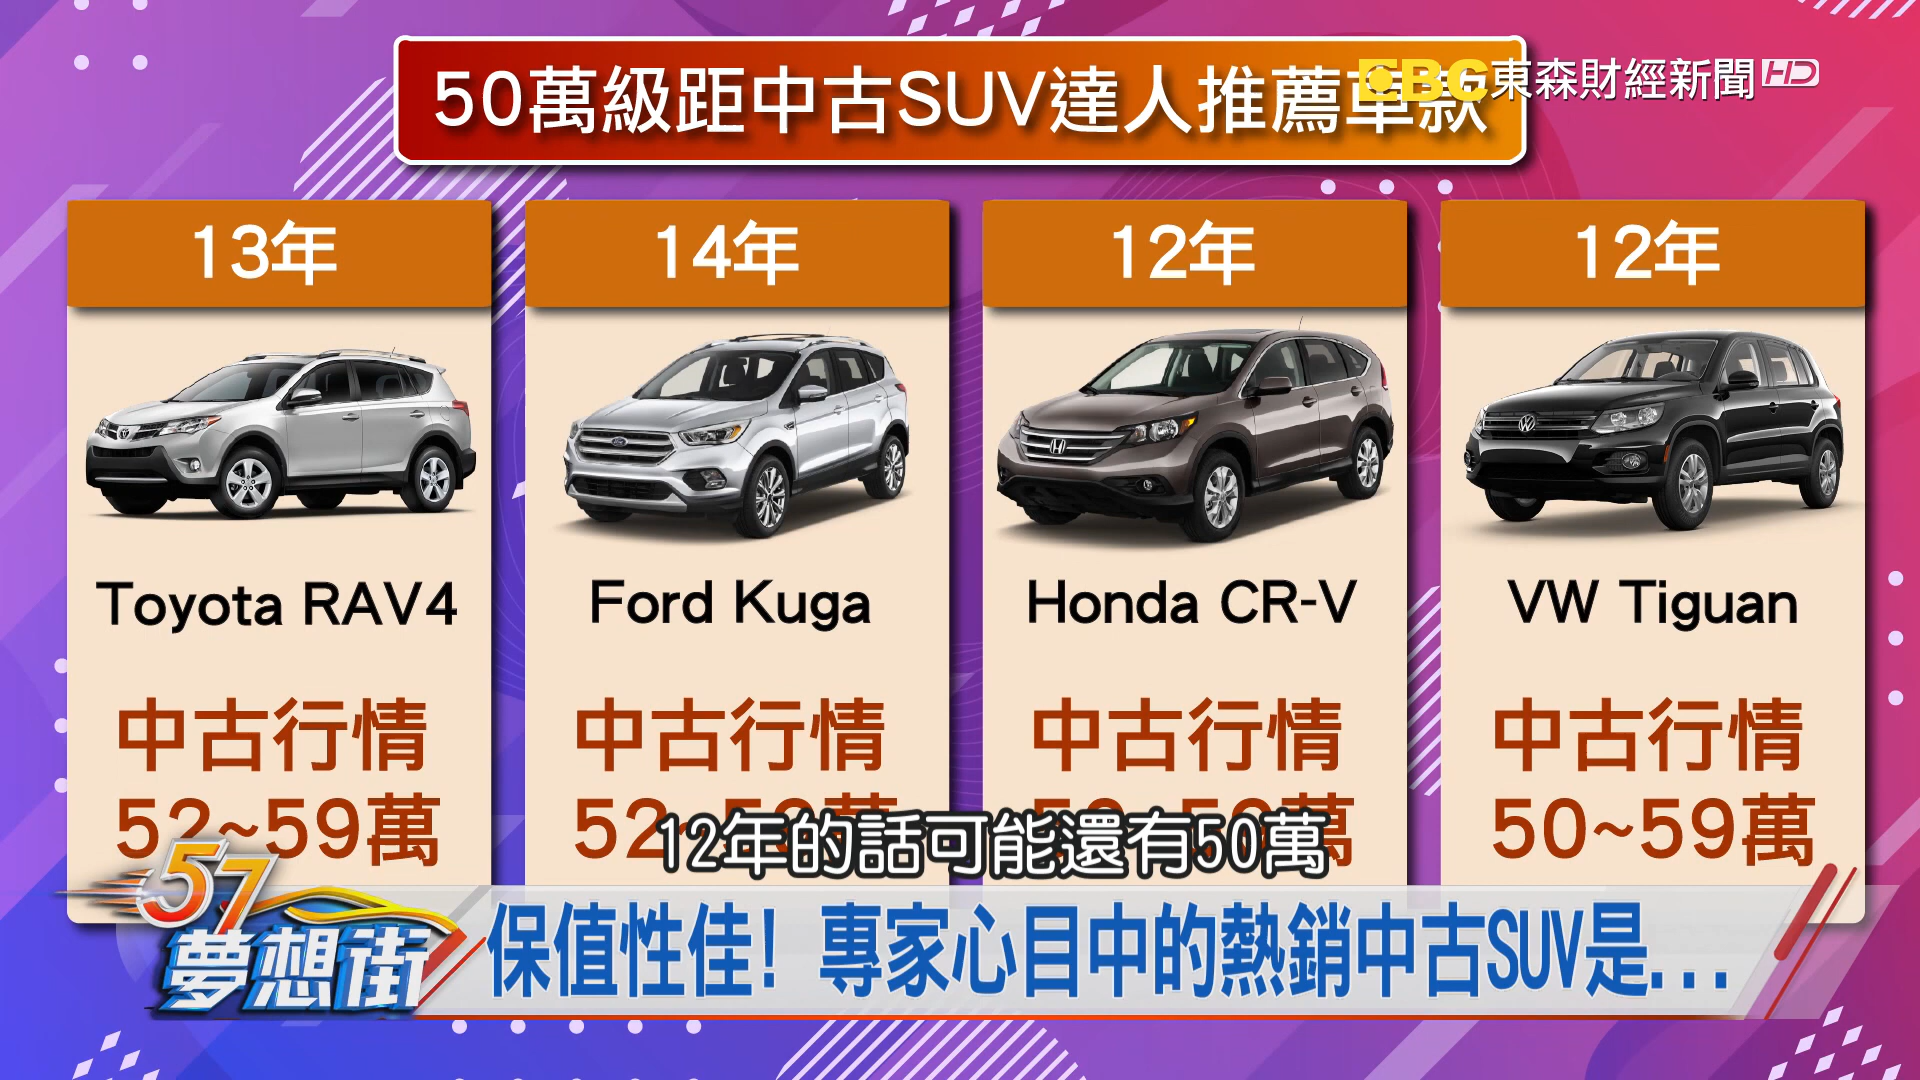 50萬級距中古SUV達人推薦車款
EBC 東森財經新聞 HD
13年
14年
12年
12年
Toyota RAV4
Ford Kuga
Honda CR-V
VW Tiguan
中古行情
中古行情
中古行情
中古行情
52~59萬
50~59萬
12年的話可能還有50萬
57夢想街
保值性佳! 專家心目中的熱銷中古SUV是...